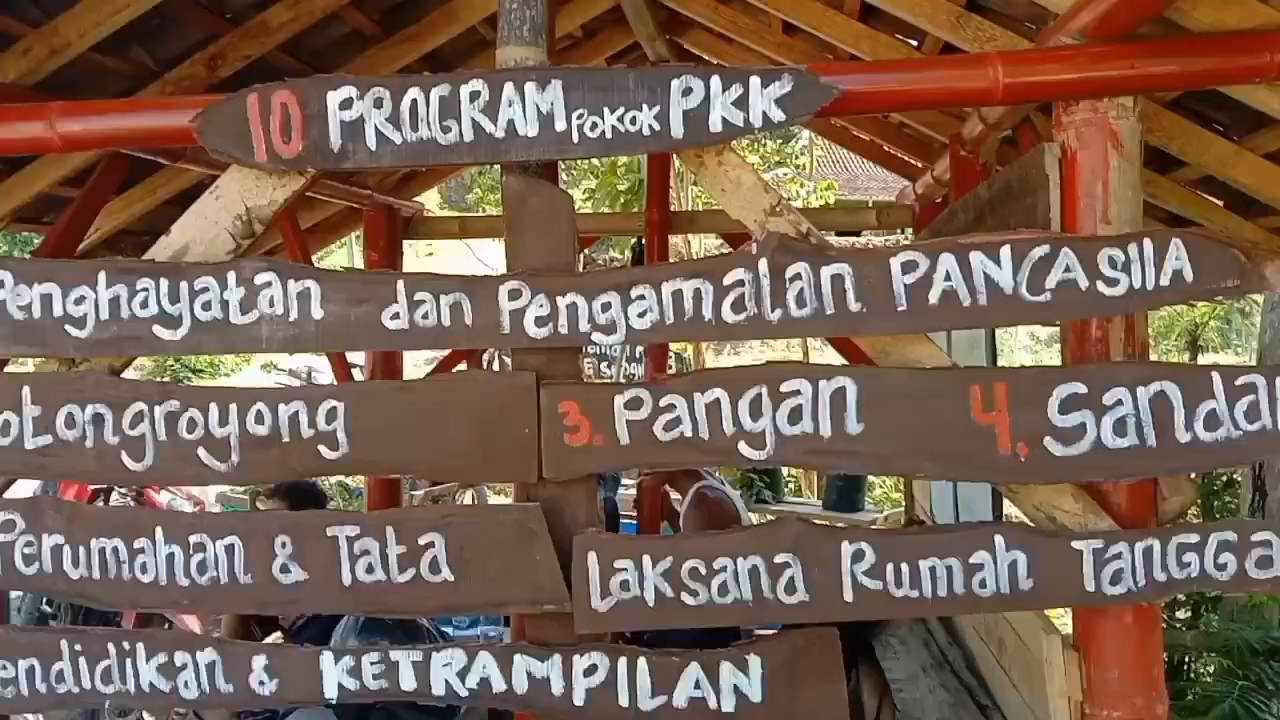 10 PROGRAM POKOK PKK
Penghayatan dan Pengamalan PANCASIlA
otongroyong 3. Pangan 4. Sandan
Perumahan & Tata Laksana Rumah TANGGa
endidikan & KETRAMPILAN